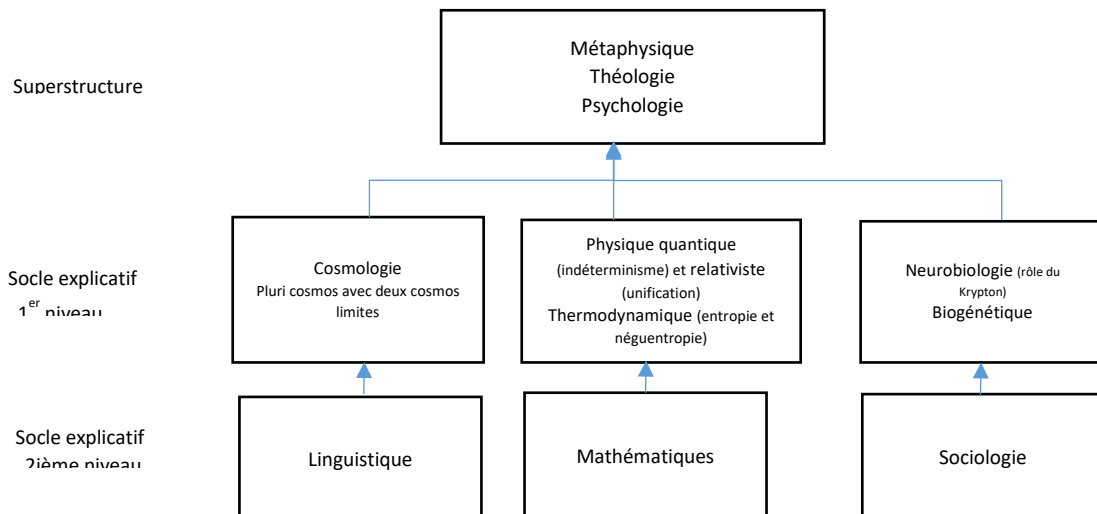 Métaphysique
Théologie
Psychologie
Superstructure
Cosmologie
Pluri cosmos avec deux cosmos
limites
Physique quantique
(indéterminisme) et relativiste
(unification)
Thermodynamique (entropie et
néguentropie)
Neurobiologie (rôle du
Krypton)
Biogénétique
Socle explicatif
1er niveau
Linguistique
Mathématiques
Sociologie
Socle explicatif
2ième niveau